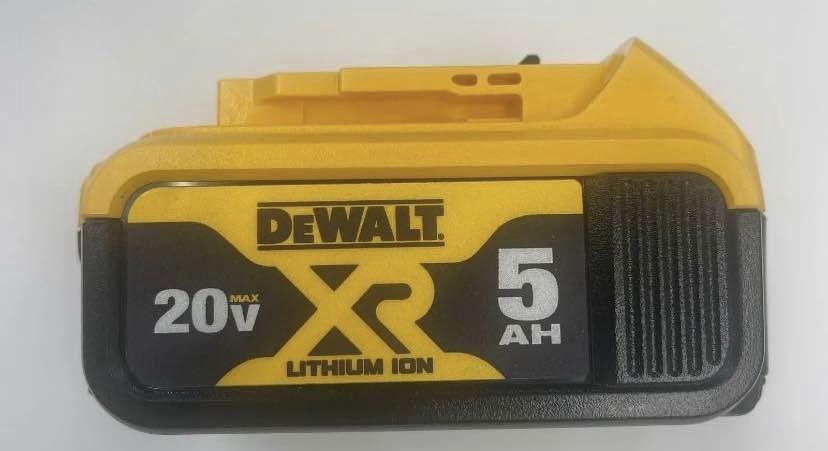 DEWALT.
XR
20V MAX
5
AH
LITHIUM ION